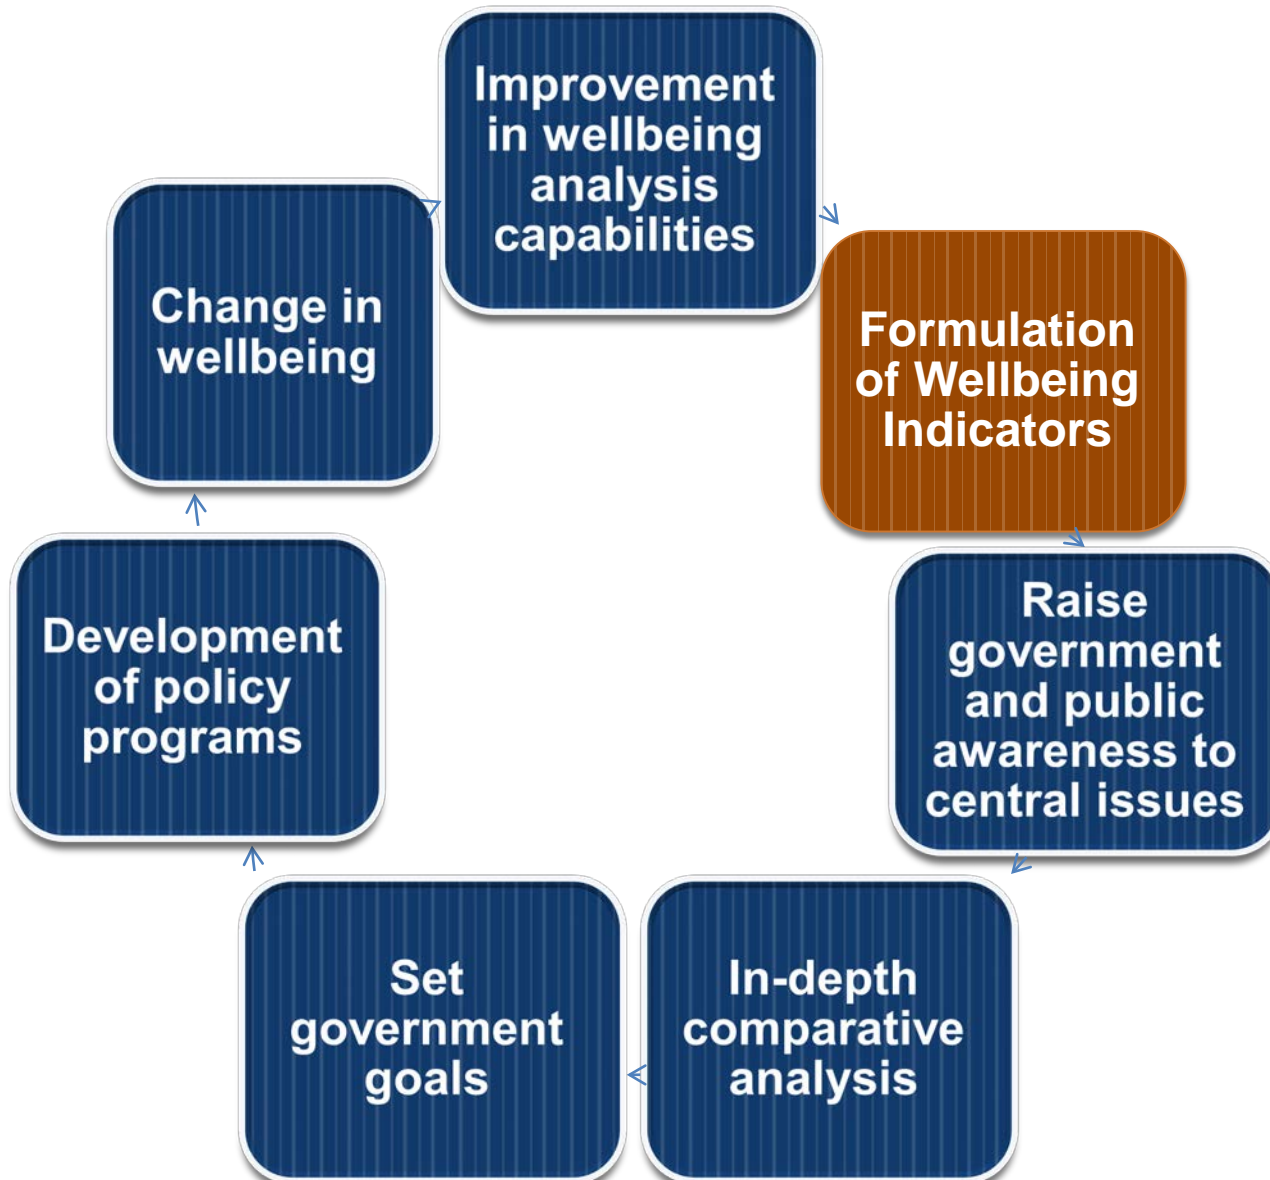 Improvement
in wellbeing
analysis
capabilities
Formulation
of Wellbeing
Indicators
Raise
government
and public
awareness to
central issues
In-depth
comparative
analysis
Set
government
goals
Development
of policy
programs
Change in
wellbeing